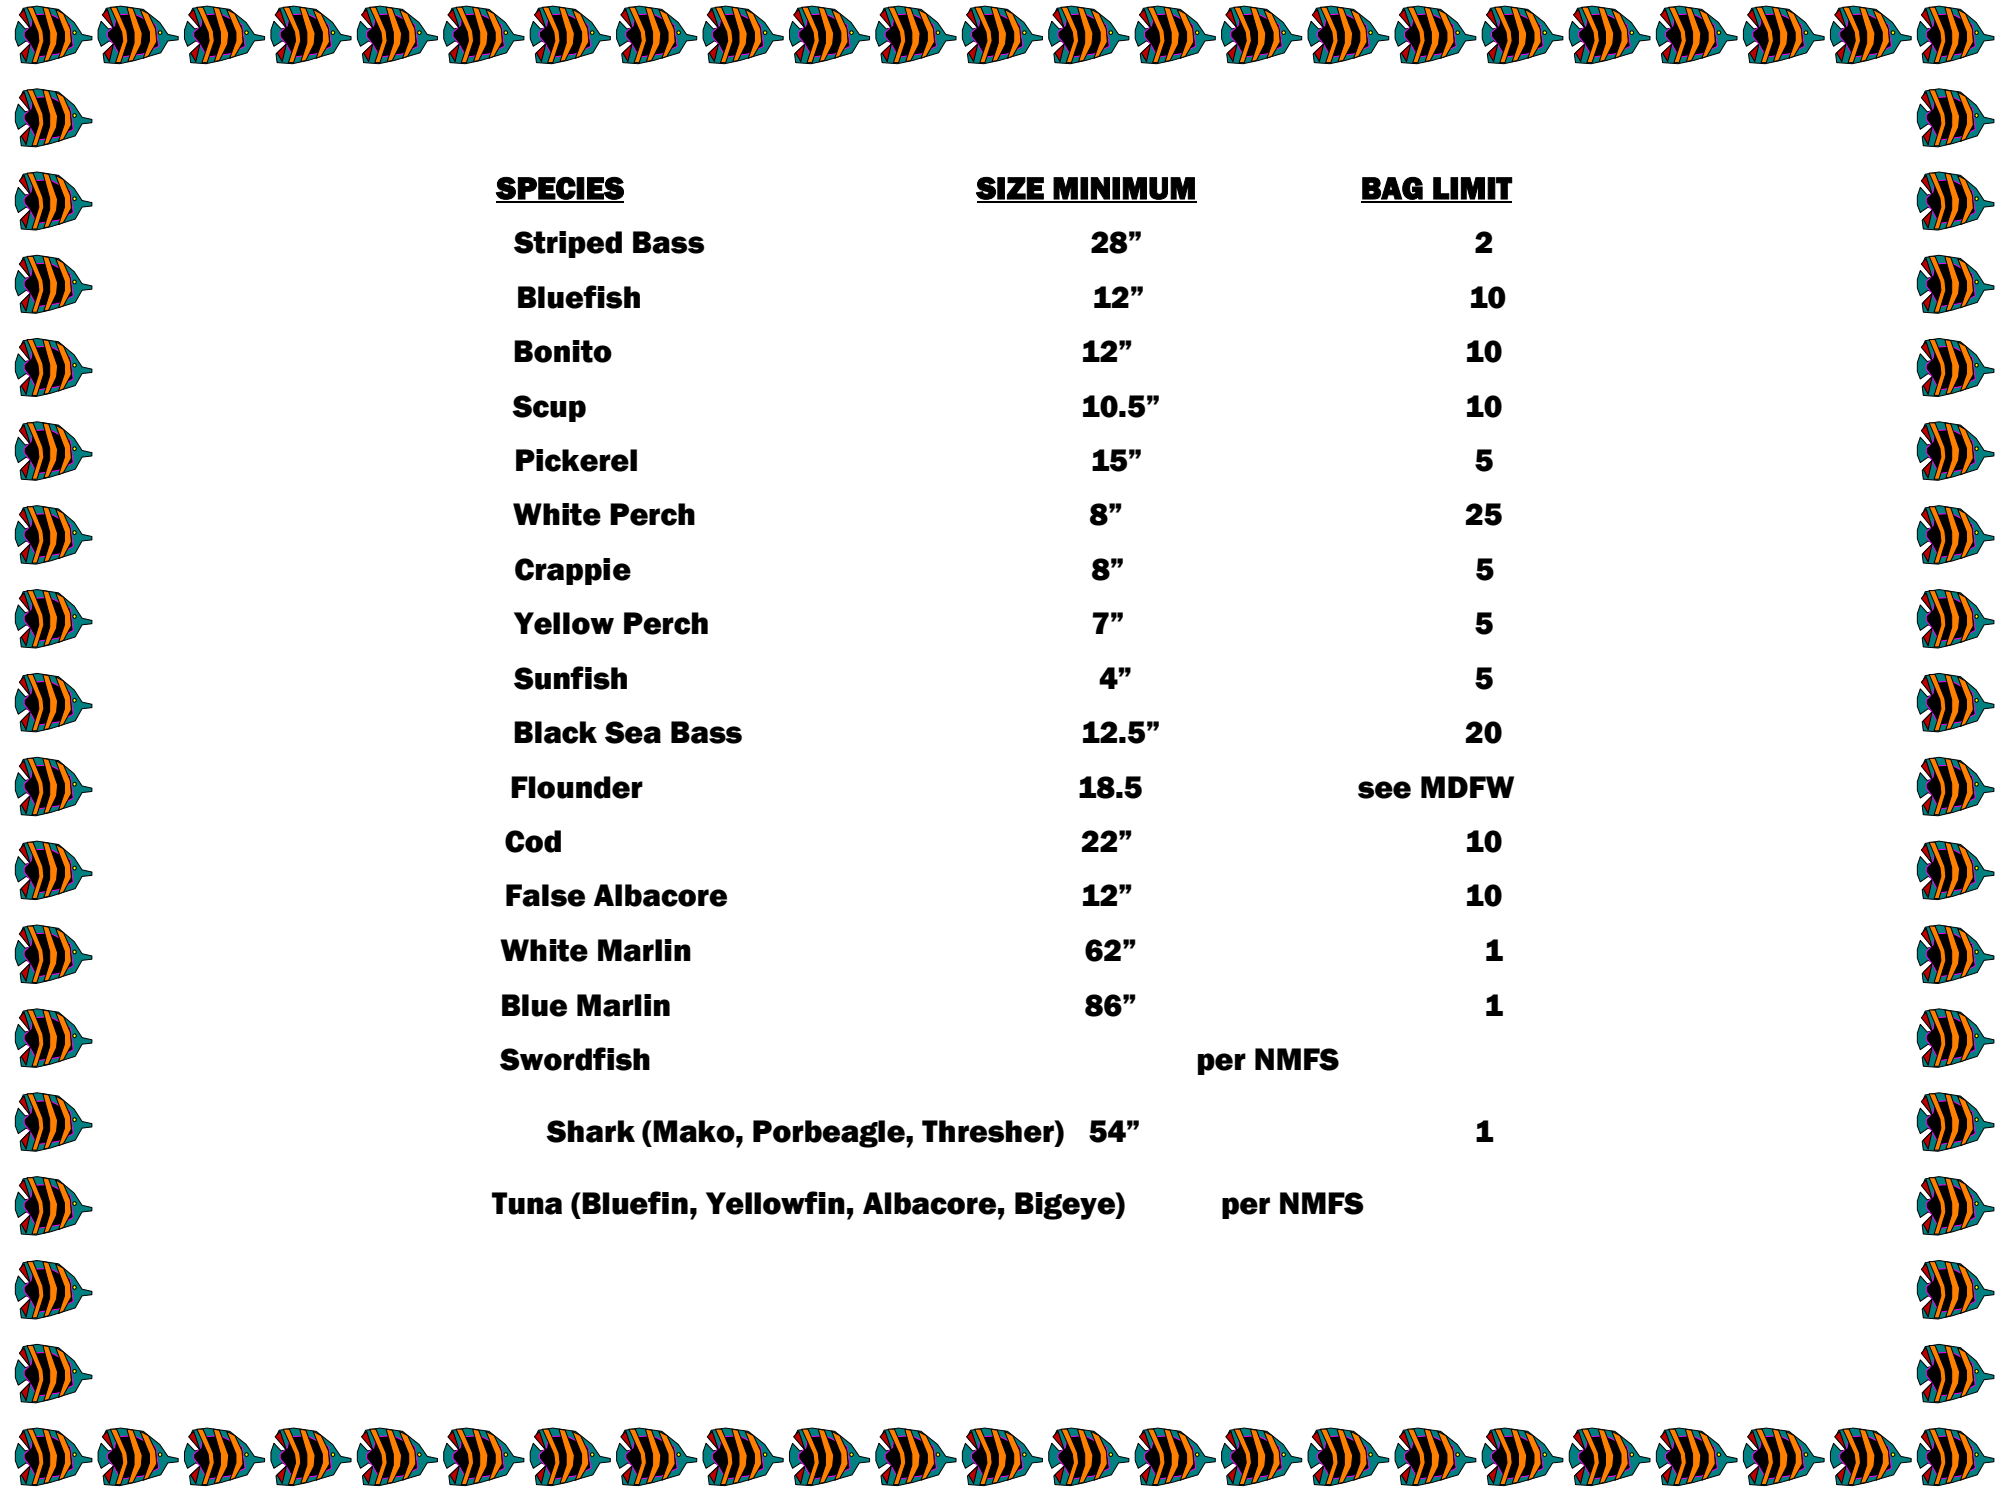 SPECIES SIZE MINIMUM BAG LIMIT
Striped Bass 28” 2
Bluefish 12” 10
Bonito 12” 10
Scup 10.5” 10
Pickerel 15” 5
White Perch 8” 25
Crappie 8” 5
Yellow Perch 7” 5
Sunfish 4” 5
Black Sea Bass 12.5” 20
Flounder 18.5 see MDFW
Cod 22” 10
False Albacore 12” 10
White Marlin 62” 1
Blue Marlin 86” 1
Swordfish per NMFS
Shark (Mako, Porbeagle, Thresher) 54” 1
Tuna (Bluefin, Yellowfin, Albacore, Bigeye) per NMFS